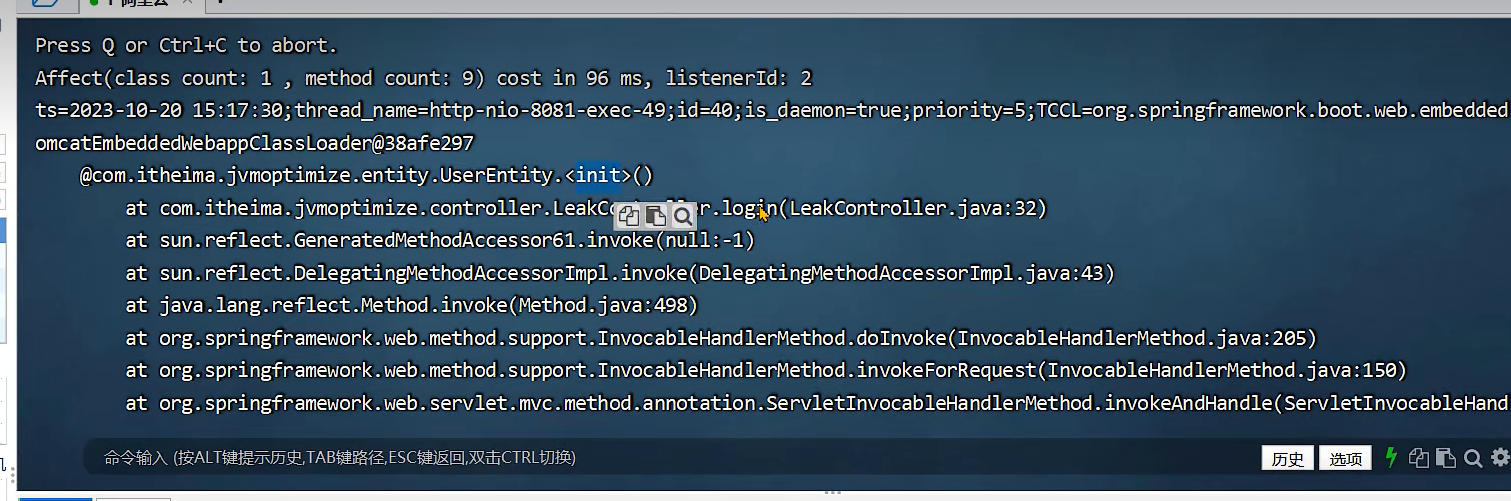 Press Q or Ctrl+C to abort.
Affect(class count: 1 , method count: 9) cost in 96 ms, listenerId: 2
ts=2023-10-20 15:17:30;thread_name=http-nio-8081-exec-49;id=40;is_daemon=true;priority=5;TCCL=org.springframework.boot.web.embedded
omcatEmbeddedWebappClassLoader@38afe297
@com.itheima.jvmoptimize.entity.UserEntity.<init>()
at com.itheima.jvmoptimize.controller.LeakController.login(LeakController.java:32)
at sun.reflect.GeneratedMethodAccessor61.invoke(null:-1)
at sun.reflect.DelegatingMethodAccessorImpl.invoke(DelegatingMethodAccessorImpl.java:43)
at java.lang.reflect.Method.invoke(Method.java:498)
at org.springframework.web.method.support.InvocableHandlerMethod.doInvoke(InvocableHandlerMethod.java:205)
at org.springframework.web.method.support.InvocableHandlerMethod.invokeForRequest(InvocableHandlerMethod.java:150)
at org.springframework.web.servlet.mvc.method.annotation.ServletInvocableHandlerMethod.invokeAndHandle(ServletInvocableHand
命令输入 (按ALT键提示历史,TAB键路径,ESC键返回,双击CTRL切换)
历史 选项